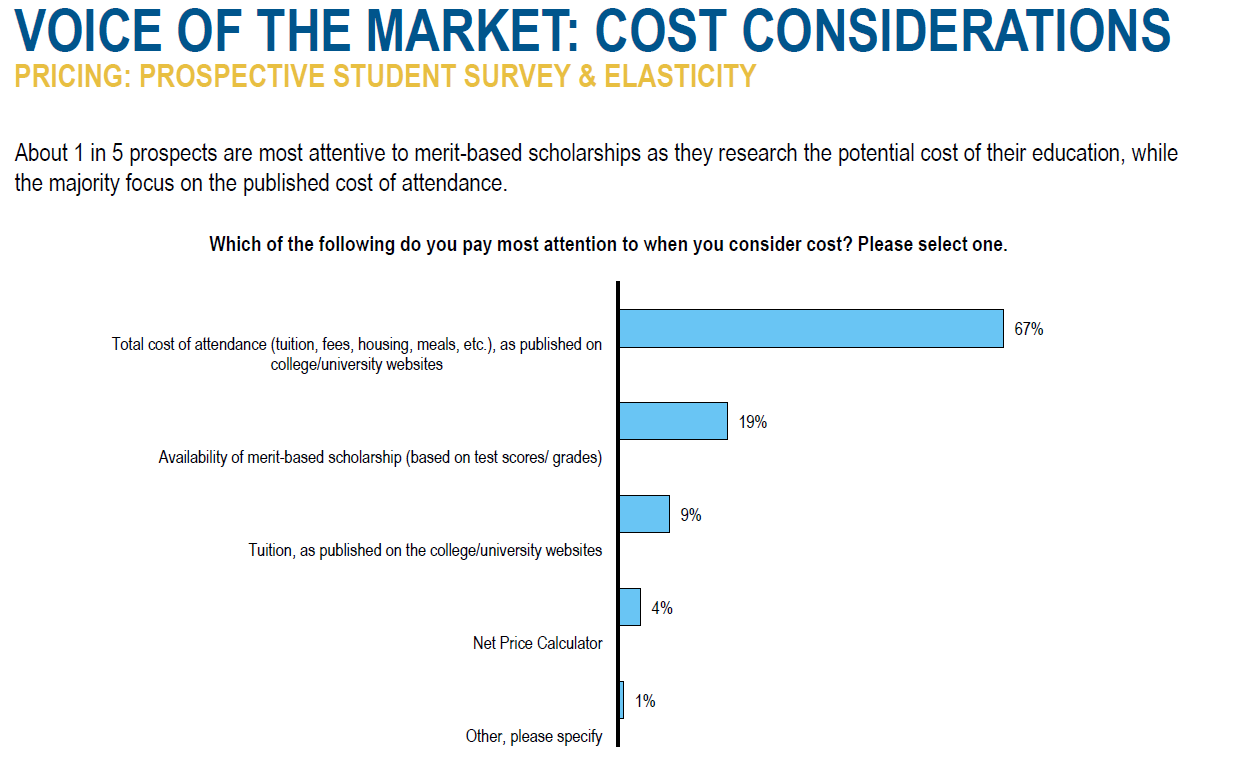 VOICE OF THE MARKET: COST CONSIDERATIONS
PRICING: PROSPECTIVE STUDENT SURVEY & ELASTICITY
About 1 in 5 prospects are most attentive to merit-based scholarships as they research the potential cost of their education, while
the majority focus on the published cost of attendance.
Which of the following do you pay most attention to when you consider cost? Please select one.
67%
Total cost of attendance (tuition, fees, housing, meals, etc.), as published on
college/university websites
19%
Availability of merit-based scholarship (based on test scores/ grades)
9%
Tuition, as published on the college/university websites
4%
Net Price Calculator
1%
Other, please specify